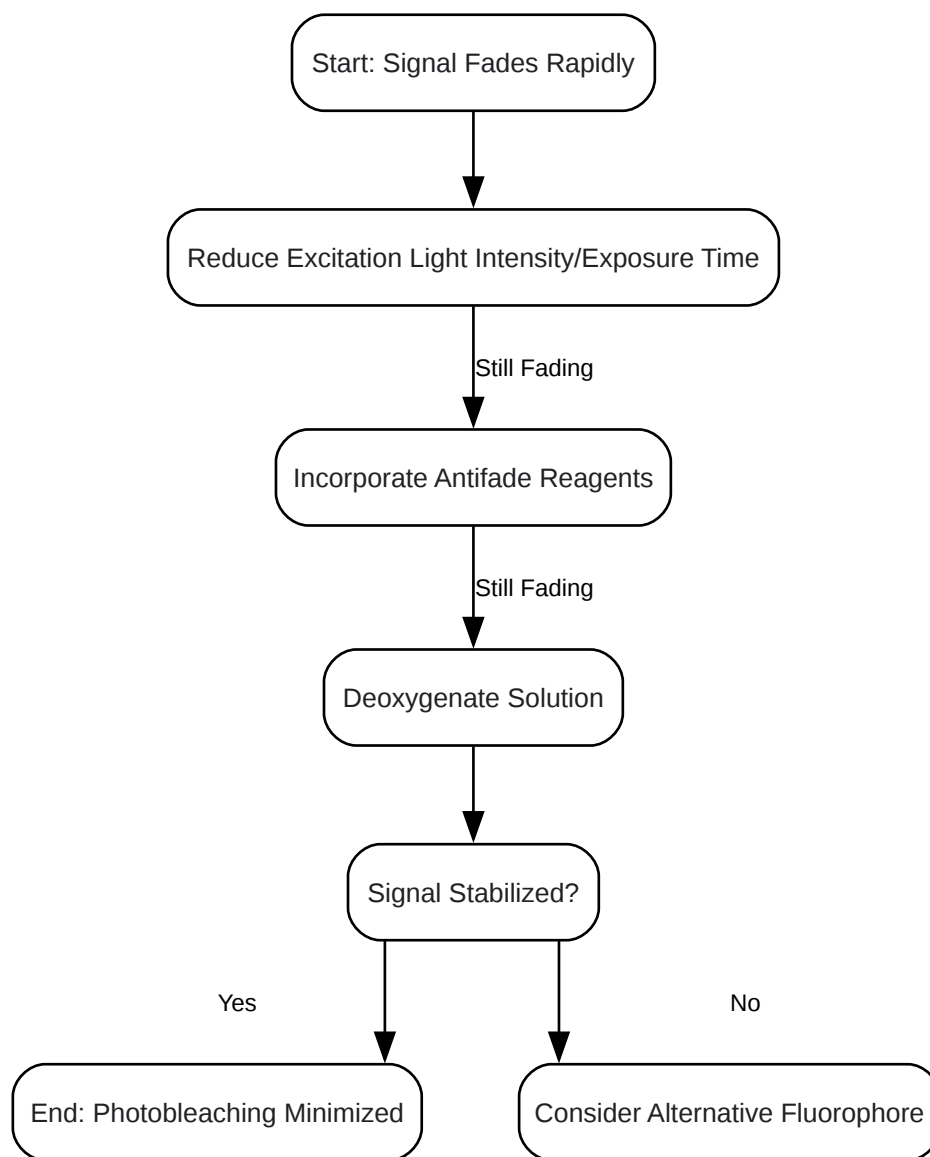 Start: Signal Fades Rapidly
Reduce Excitation Light Intensity/Exposure Time
Still Fading
Incorporate Antifade Reagents
Still Fading
Deoxygenate Solution
Signal Stabilized?
Yes
No
End: Photobleaching Minimized
Consider Alternative Fluorophore